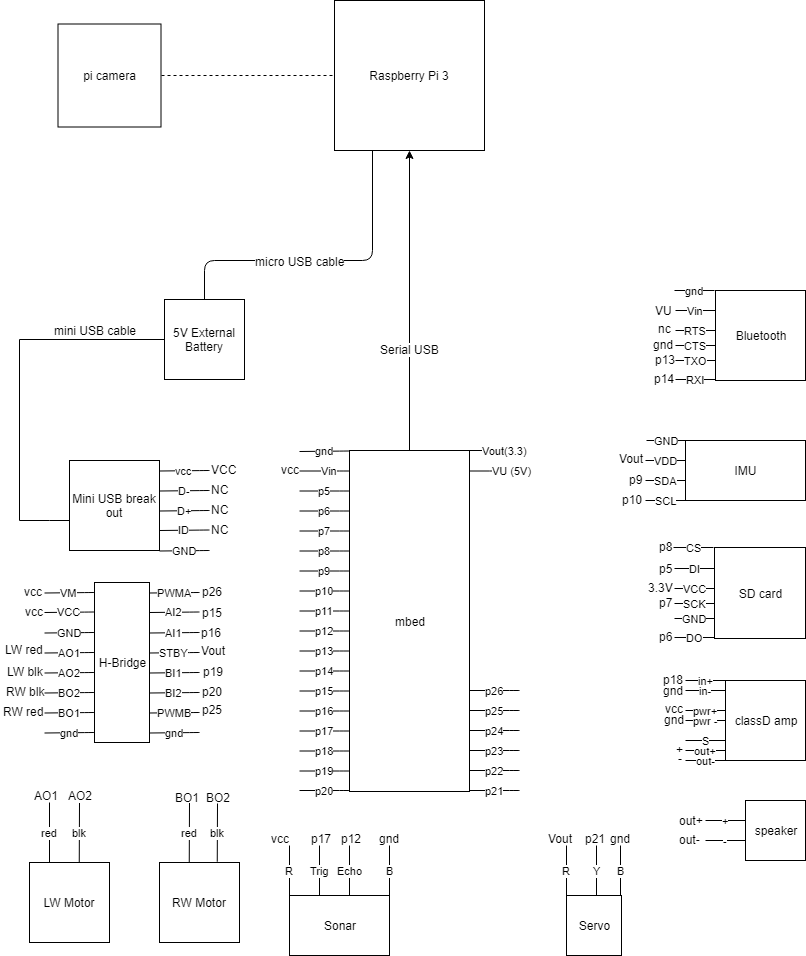 pi camera
Raspberry Pi 3
micro USB cable
5V External
Battery
mini USB cable
Serial USB
Mini USB break
out
vcc VCC
D- NC
D+ NC
ID NC
GND
H-Bridge
vcc VM
vcc VCC
GND
LW red AO1
LW blk AO2
RW blk BO2
RW red BO1
gnd
PWMA p26
AI2 p15
AI1 p16
STBY Vout
BI1 p19
BI2 p20
PWMB p25
gnd
mbed
gnd
vcc Vin
p5
p6
p7
p8
p9
p10
p11
p12
p13
p14
p15
p16
p17
p18
p19
p20
Vout(3.3)
VU (5V)
p26
p25
p24
p23
p22
p21
Bluetooth
gnd
VU Vin
nc RTS
gnd CTS
p13 TXO
p14 RXI
IMU
GND
Vout VDD
p9 SDA
p10 SCL
SD card
p8 CS
p5 DI
3.3V VCC
p7 SCK
GND
p6 DO
classD amp
p18 in+
gnd in-
vcc pwr+
gnd pwr -
S
+ out+
- out-
speaker
out+ +
out- -
AO1 AO2
red blk
LW Motor
BO1 BO2
red blk
RW Motor
vcc p17 p12 gnd
R Trig Echo B
Sonar
Vout p21 gnd
R Y B
Servo